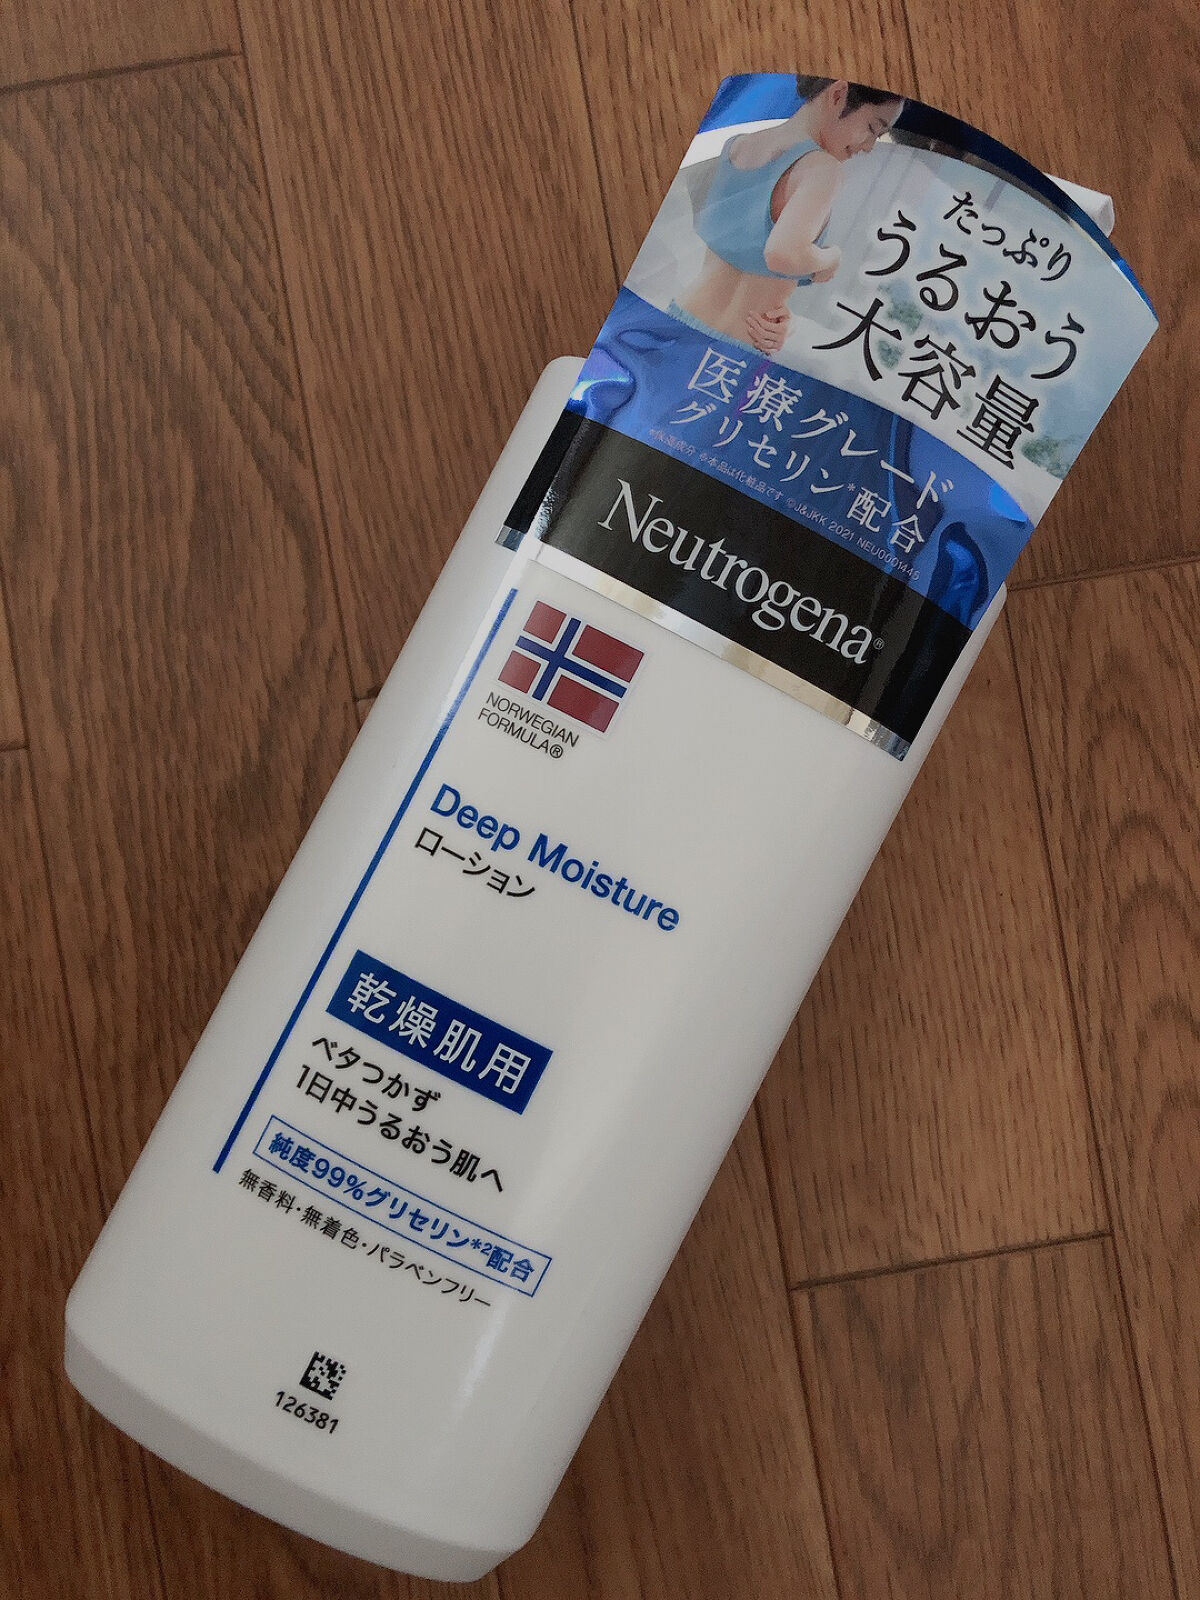 たっぷり
うるおう
大容量
医療グレード
グリセリン*配合
*保湿成分 ※本品は化粧品です ©J&JKK 2021 NEU0001445
Neutrogena®
NORWEGIAN
FORMULA®
Deep Moisture
ローション
乾燥肌用
ベタつかず
1日中うるおう肌へ
純度99%グリセリン*2配合
無香料・無着色・パラベンフリー
126381